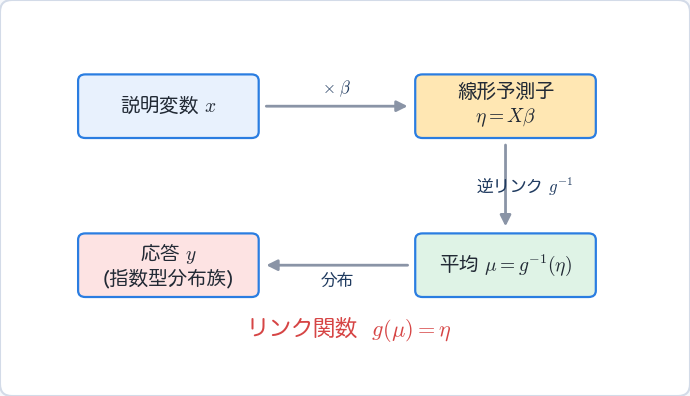 説明変数 x
× β
線形予測子
η = Xβ
逆リンク g⁻¹
応答 y
(指数型分布族)
分布
平均 μ = g⁻¹(η)
リンク関数 g(μ) = η